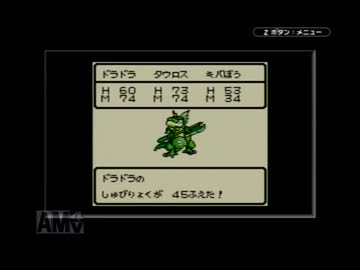 Z ボタン：メニュー
ドラドラ タウロス キバぼう
H 60 H 73 H 53
M 74 M 74 M 34
ドラドラの
しゅびりょくが 45ふえた！
AMV